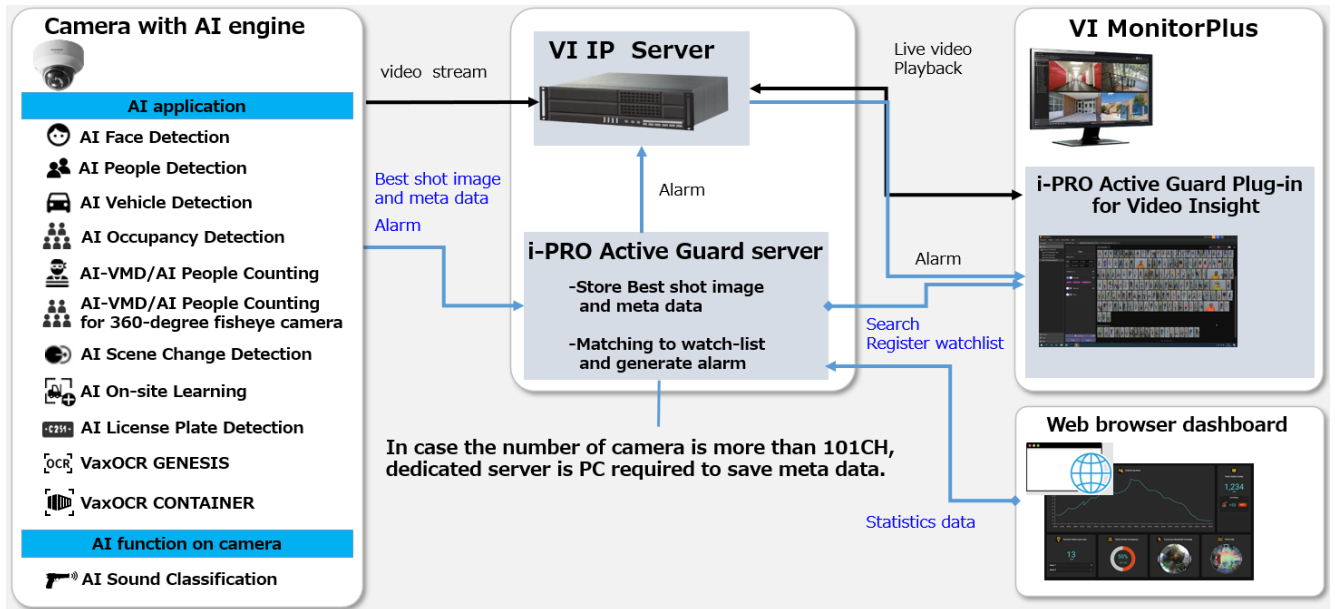 Camera with AI engine
AI application
AI Face Detection
AI People Detection
AI Vehicle Detection
AI Occupancy Detection
AI-VMD/AI People Counting
AI-VMD/AI People Counting
for 360-degree fisheye camera
AI Scene Change Detection
AI On-site Learning
AI License Plate Detection
OCR VaxOCR GENESIS
VaxOCR CONTAINER
AI function on camera
AI Sound Classification
video stream
Best shot image
and meta data
Alarm
VI IP Server
Alarm
i-PRO Active Guard server
-Store Best shot image
and meta data
-Matching to watch-list
and generate alarm
In case the number of camera is more than 101CH,
dedicated server is PC required to save meta data.
Live video
Playback
Alarm
Search
Register watchlist
Statistics data
VI MonitorPlus
i-PRO Active Guard Plug-in
for Video Insight
Web browser dashboard
1,234
13